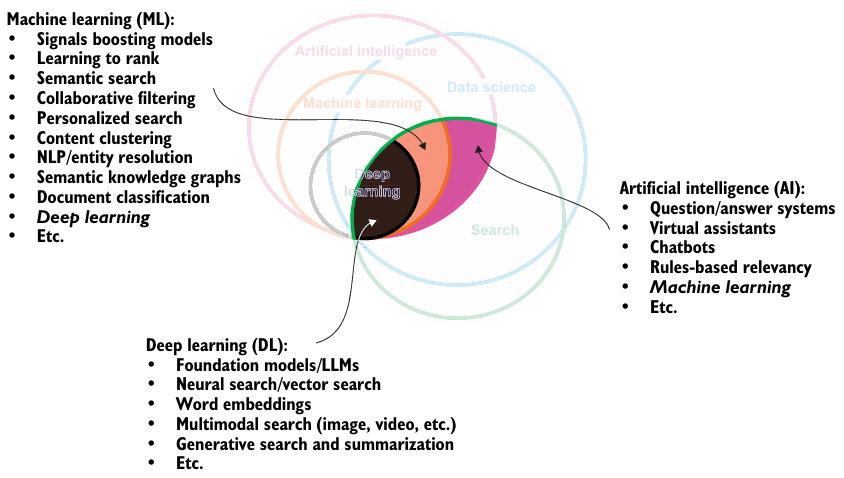 Machine learning (ML):
• Signals boosting models
• Learning to rank
• Semantic search
• Collaborative filtering
• Personalized search
• Content clustering
• NLP/entity resolution
• Semantic knowledge graphs
• Document classification
• Deep learning
• Etc.
Artificial intelligence
Data science
Machine learning
Deep
learning
Search
Artificial intelligence (AI):
• Question/answer systems
• Virtual assistants
• Chatbots
• Rules-based relevancy
• Machine learning
• Etc.
Deep learning (DL):
• Foundation models/LLMs
• Neural search/vector search
• Word embeddings
• Multimodal search (image, video, etc.)
• Generative search and summarization
• Etc.